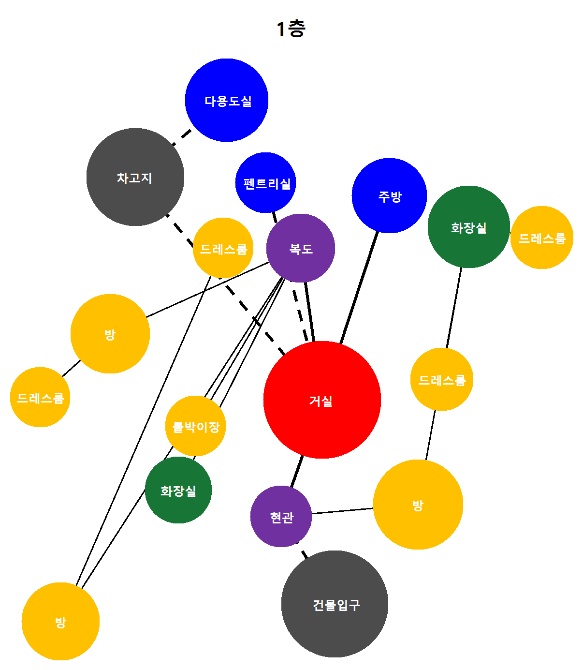 1층
다용도실
차고지
펜트리실
주방
화장실
드레스룸
드레스룸
복도
방
드레스룸
드레스룸
거실
붙박이장
화장실
현관
방
건물입구
방